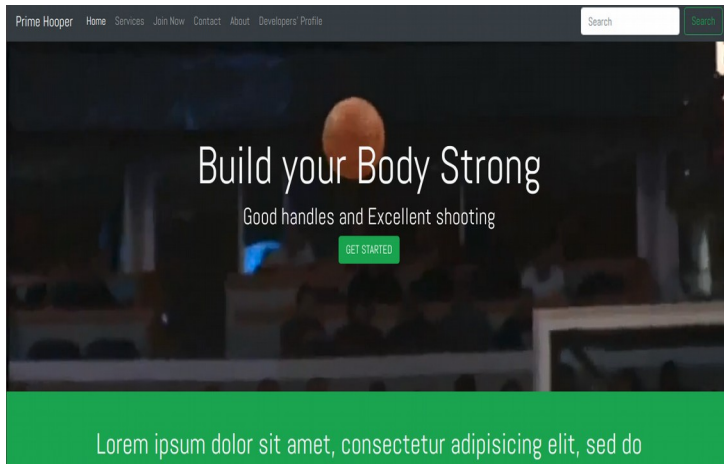 Prime Hooper Home Services Join Now Contact About Developers' Profile Search Search
Build your Body Strong
Good handles and Excellent shooting
GET STARTED
Lorem ipsum dolor sit amet, consectetur adipisicing elit, sed do